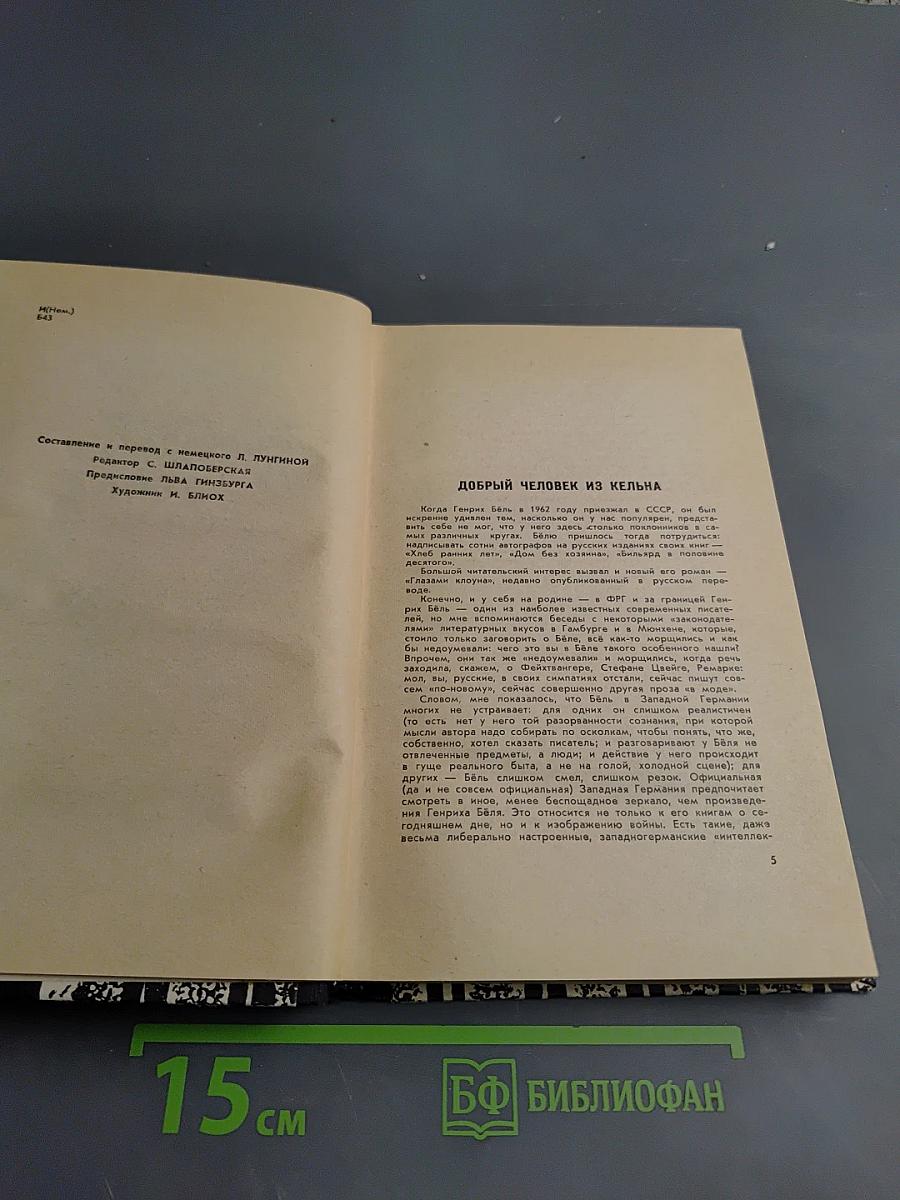 И(Нем.)
Б43
Составление и перевод с немецкого Л. ЛУНГИНОЙ
Редактор С. ШЛАПОБЕРСКАЯ
Предисловие ЛЬВА ГИНЗБУРГА
Художник И. БЛИОХ
ДОБРЫЙ ЧЕЛОВЕК ИЗ КЕЛЬНА
Когда Генрих Бёль в 1962 году приезжал в СССР, он был
искренне удивлен тем, насколько он у нас популярен, предста-
вить себе не мог, что у него здесь столько поклонников в са-
мых различных кругах. Бёлю пришлось тогда потрудиться:
надписывать сотни автографов на русских изданиях своих книг —
«Хлеб ранних лет», «Дом без хозяина», «Бильярд в половине
десятого».
Большой читательский интерес вызвал и новый его роман —
«Глазами клоуна», недавно опубликованный в русском пере-
воде.
Конечно, и у себя на родине — в ФРГ и за границей Ген-
рих Бёль — один из наиболее известных современных писате-
лей, но мне вспоминаются беседы с некоторыми «законодате-
лями» литературных вкусов в Гамбурге и в Мюнхене, которые,
стоило только заговорить о Бёле, всё как-то морщились и как
бы недоумевали: чего это вы в Бёле такого особенного нашли?
Впрочем, они так же «недоумевали» и морщились, когда речь
заходила, скажем, о Фейхтвангере, Стефане Цвейге, Ремарке:
мол, вы, русские, в своих симпатиях отстали, сейчас пишут сов-
сем «по-новому», сейчас совершенно другая проза «в моде».
Словом, мне показалось, что Бёль в Западной Германии
многих не устраивает: для одних он слишком реалистичен
(то есть нет у него той разорванности сознания, при которой
мысли автора надо собирать по осколкам, чтобы понять, что же,
собственно, хотел сказать писатель; и разговаривают у Бёля не
отвлеченные предметы, а люди; и действие у него происходит
в гуще реального быта, а не на голой, холодной сцене); для
других — Бёль слишком смел, слишком резок. Официальная
(да и не совсем официальная) Западная Германия предпочитает
смотреть в иное, менее беспощадное зеркало, чем произведе-
ния Генриха Бёля. Это относится не только к его книгам о се-
годняшнем дне, но и к изображению войны. Есть такие, даже
весьма либерально настроенные, западногерманские «интеллек-
5
15 см
БФ БИБЛИОФАН